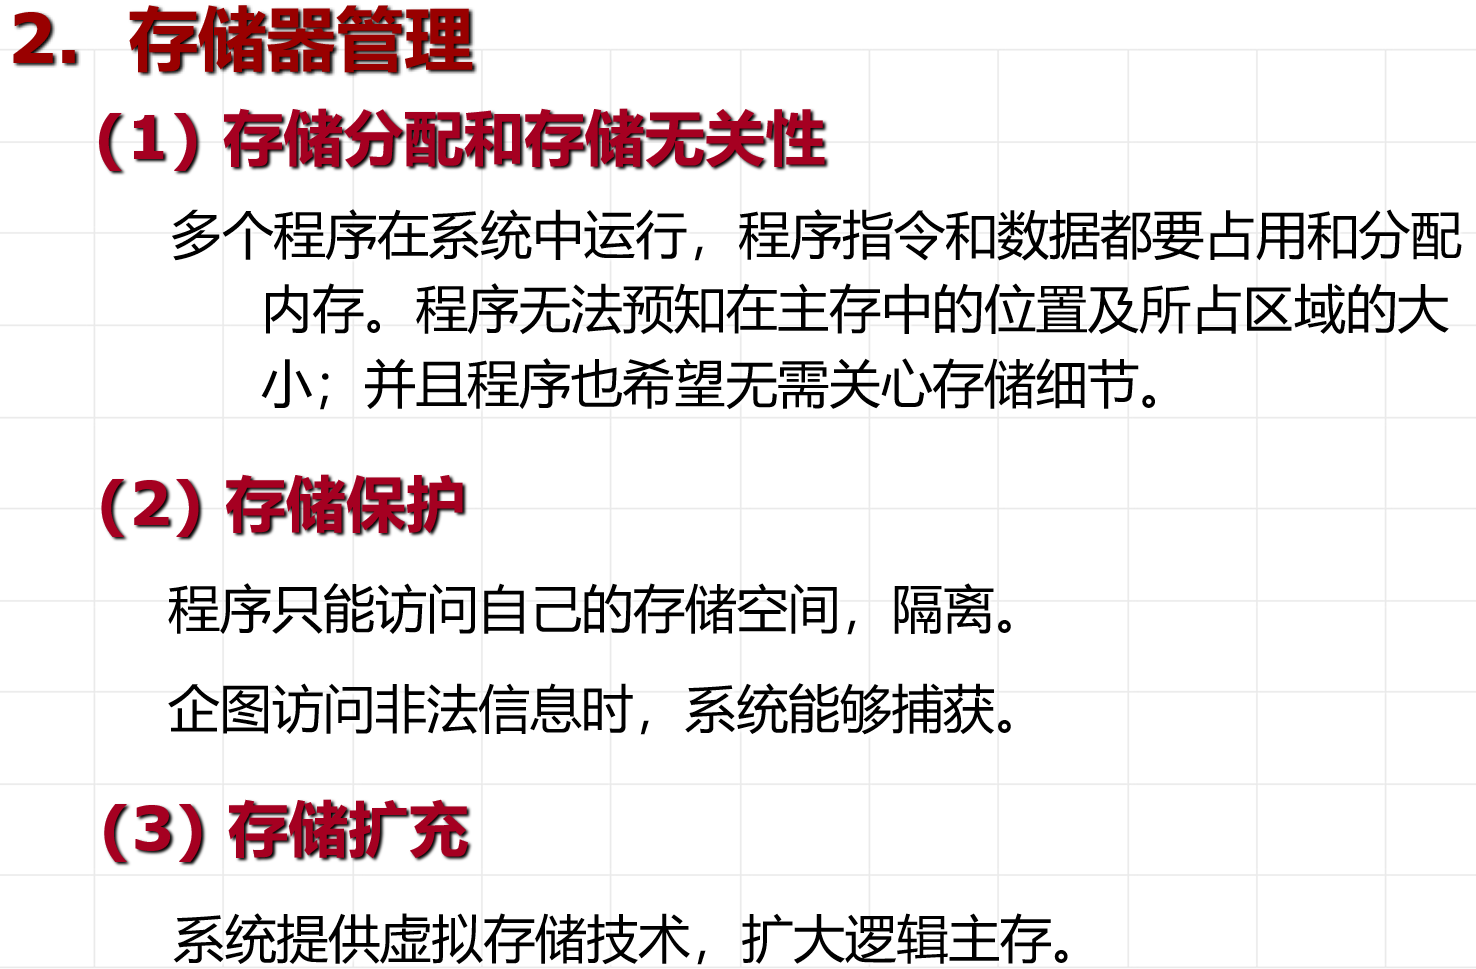 2. 存储器管理
(1) 存储分配和存储无关性
多个程序在系统中运行，程序指令和数据都要占用和分配
内存。程序无法预知在主存中的位置及所占区域的大
小；并且程序也希望无需关心存储细节。
(2) 存储保护
程序只能访问自己的存储空间，隔离。
企图访问非法信息时，系统能够捕获。
(3) 存储扩充
系统提供虚拟存储技术，扩大逻辑主存。